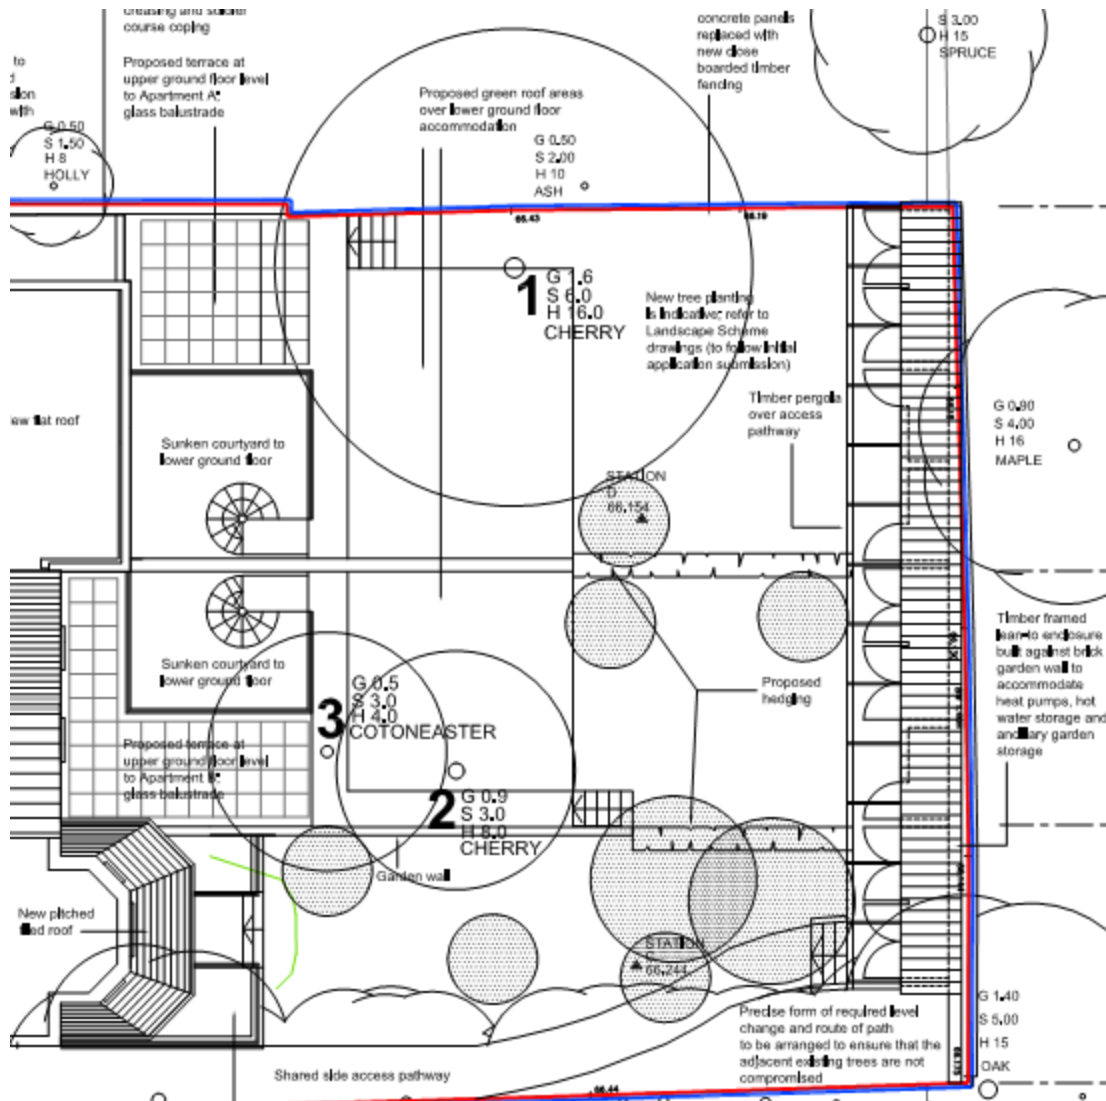 creasing and soldier
course coping
Proposed terrace at
upper ground floor level
to Apartment A:
glass balustrade
to
d
sion
with
G 0.50
S 1.50
H 8
HOLLY
Proposed green roof areas
over lower ground floor
accommodation
G 0.50
S 2.00
H 10
ASH
concrete panels
replaced with
new close
boarded timber
fencing
S 3.00
H 15
SPRUCE
65.43
66.19
1
G 1.6
S 6.0
H 16.0
CHERRY
New tree planting
is indicative; refer to
Landscape Scheme
drawings (to follow initial
application submission)
Timber pergola
over access
pathway
G 0.90
S 4.00
H 16
MAPLE
ew flat roof
Sunken courtyard to
lower ground floor
STATION
D
66.154
Sunken courtyard to
lower ground floor
Timber framed
lean-to enclosure
built against brick
garden wall to
accommodate
heat pumps, hot
water storage and
ancillary garden
storage
Proposed
hedging
3
G 0.5
S 3.0
H 4.0
COTONEASTER
Proposed terrace at
upper ground floor level
to Apartment B:
glass balustrade
2
G 0.9
S 3.0
H 8.0
CHERRY
Garden wall
New pitched
tiled roof
STATION
66.244
Precise form of required level
change and route of path
to be arranged to ensure that the
adjacent existing trees are not
compromised
G 1.40
S 5.00
H 15
OAK
Shared side access pathway
66.44